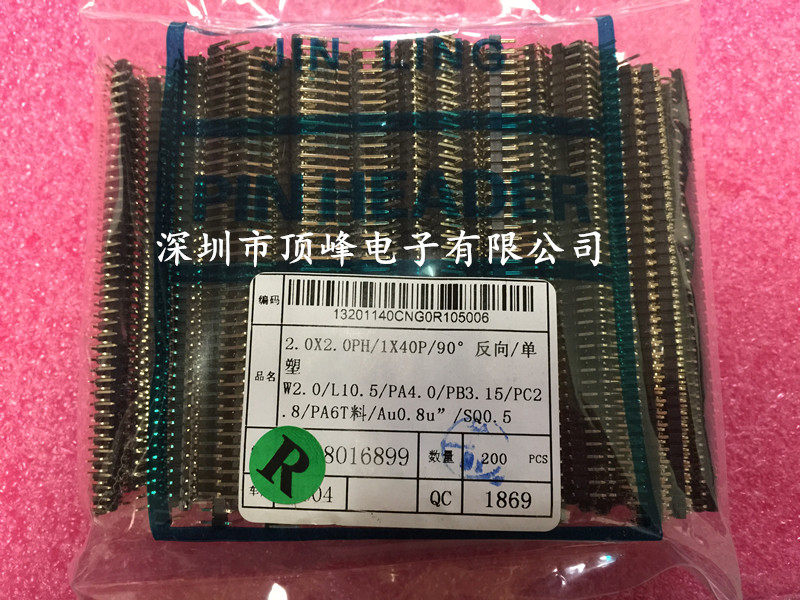 JIN LING
PIN HEADER
深圳市顶峰电子有限公司
编码
13201140CNG0R105006
品名
2.0X2.0PH/1X40P/90° 反向/单
塑
W2.0/L10.5/PA4.0/PB3.15/PC2
.8/PA6T料/Au0.8u”/SQ0.5
R
8016899
数量
200 PCS
04
QC
1869